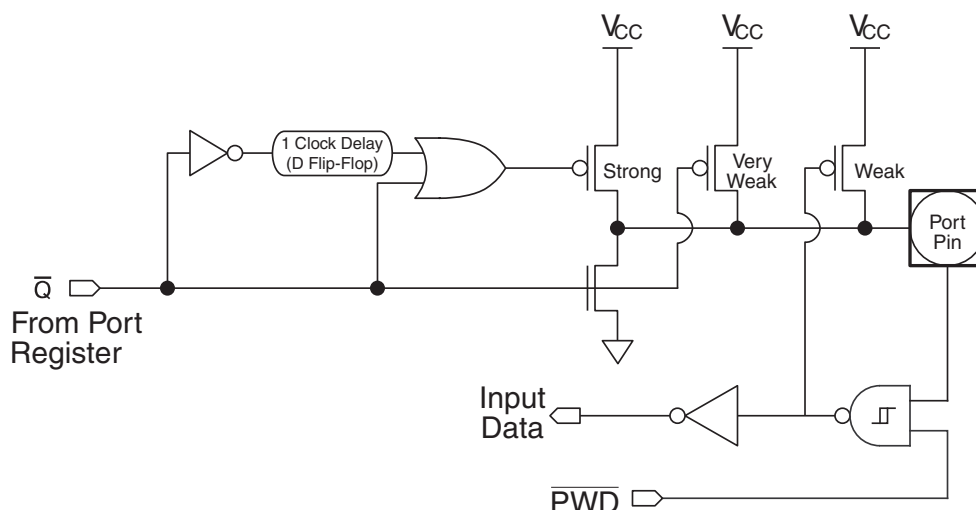 VCC
VCC
VCC
1 Clock Delay
(D Flip-Flop)
Strong
Very
Weak
Weak
Port
Pin
Q̅
From Port
Register
Input
Data
P̅W̅D̅